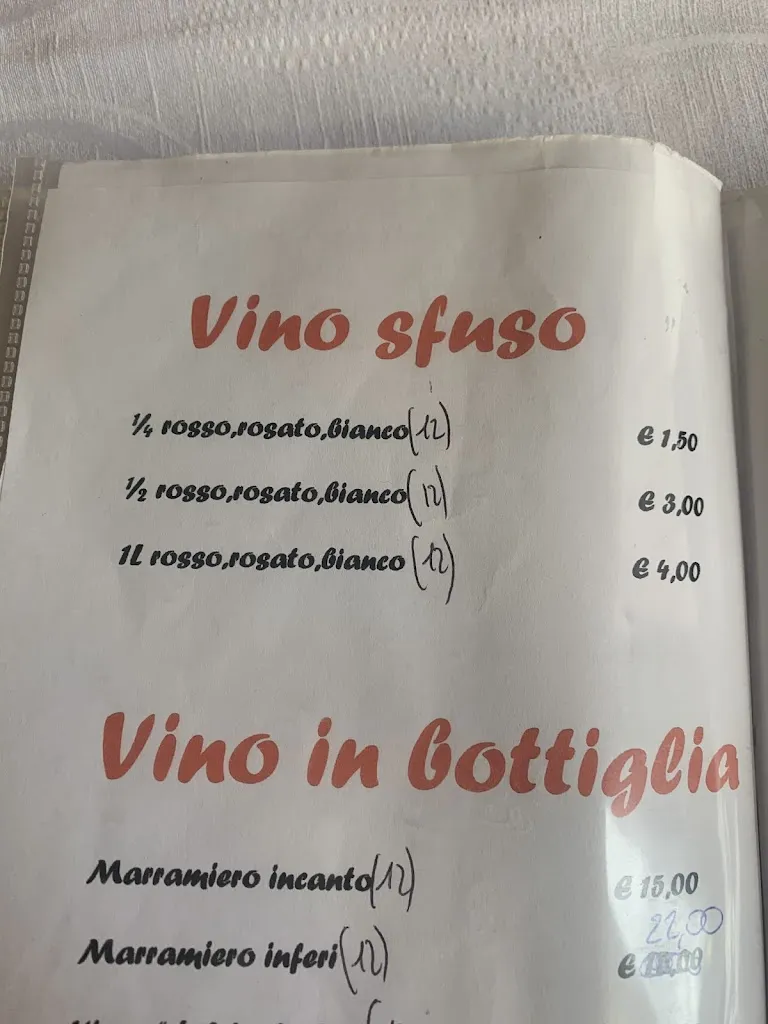 Vino sfuso
¼ rosso,rosato,bianco(12) € 1,50
½ rosso,rosato,bianco(12) € 3,00
1L rosso,rosato,bianco (12) € 4,00
Vino in bottiglia
Marramiero incanto(12) € 15,00
22,00
Marramiero inferi(12) €